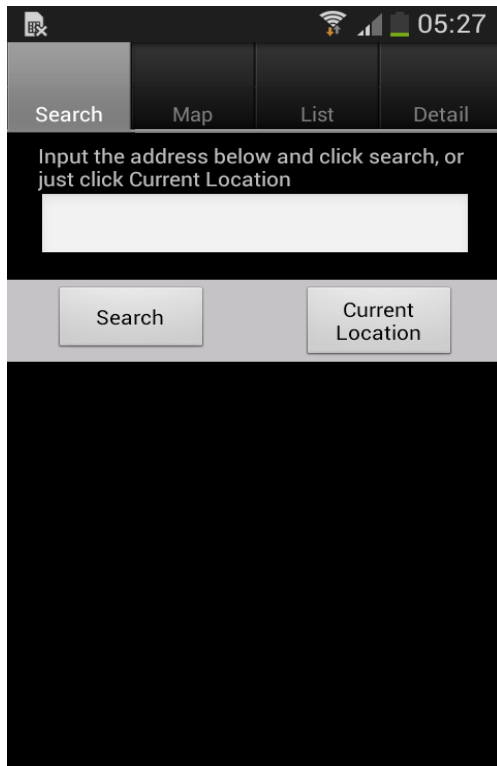 05:27
Search Map List Detail
Input the address below and click search, or
just click Current Location
Search
Current
Location